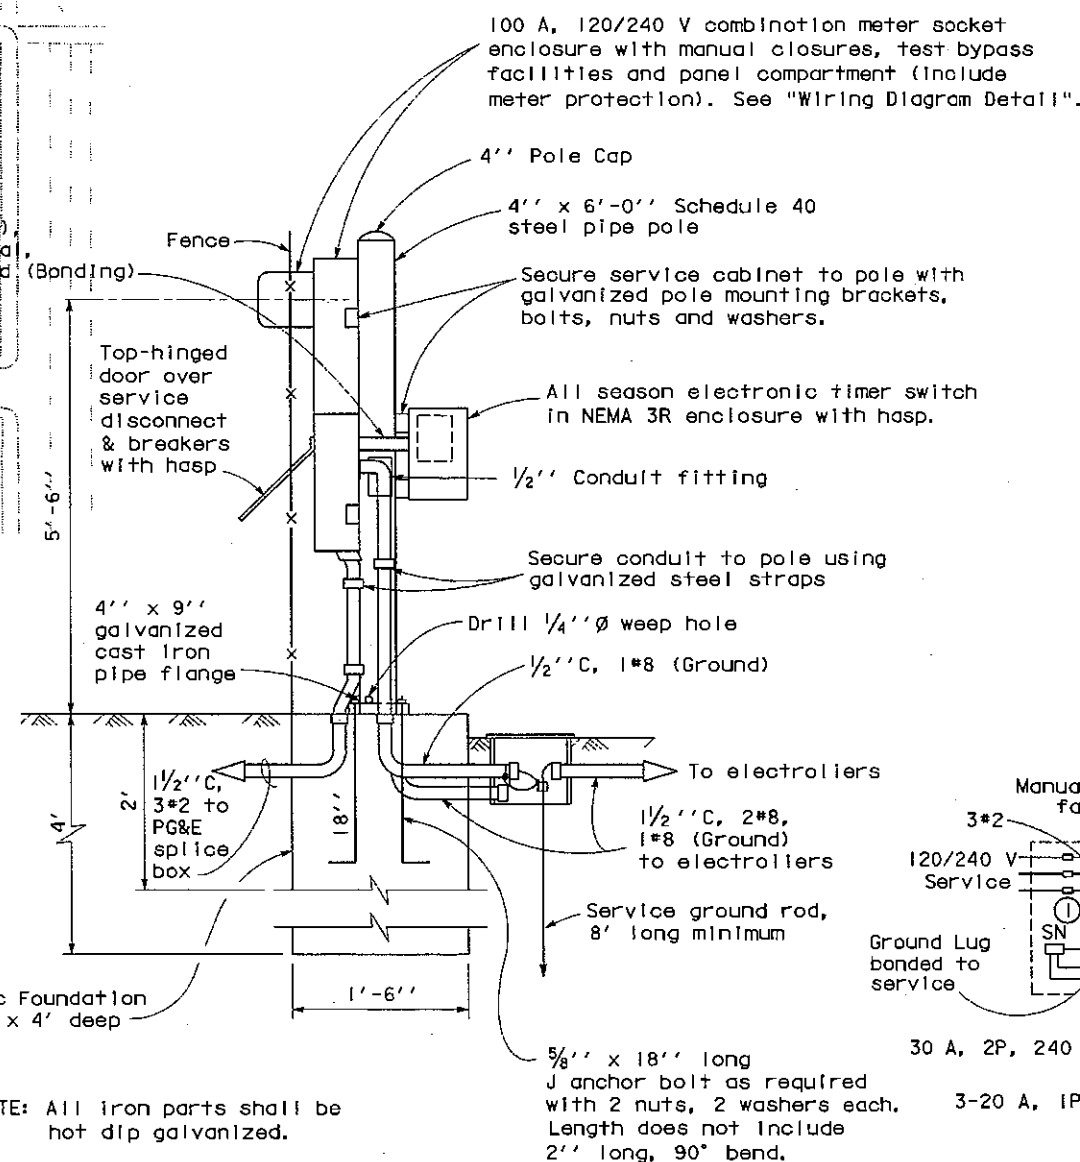 100 A, 120/240 V combination meter socket
enclosure with manual closures, test bypass
facilities and panel compartment (Include
meter protection). See "Wiring Diagram Detail".
4'' Pole Cap
4'' x 6'-0'' Schedule 40
steel pipe pole
Fence
(Bonding)
Secure service cabinet to pole with
galvanized pole mounting brackets,
bolts, nuts and washers.
Top-hinged
door over
service
disconnect
& breakers
with hasp
All season electronic timer switch
in NEMA 3R enclosure with hasp.
1/2'' Conduit fitting
5'-6''
Secure conduit to pole using
galvanized steel straps
4'' x 9''
galvanized
cast iron
pipe flange
Drill 1/4''Ø weep hole
1/2''C, 1#8 (Ground)
To electroliers
1 1/2''C,
3#2 to
PG&E
splice
box
2'
4'
18''
1 1/2''C, 2#8,
1#8 (Ground)
to electroliers
3#2
120/240 V
Service
1
SN
Ground Lug
bonded to
service
Service ground rod,
8' long minimum
Foundation
x 4' deep
1'-6''
30 A, 2P, 240
5/8'' x 18'' long
J anchor bolt as required
with 2 nuts, 2 washers each.
Length does not include
2'' long, 90° bend.
3-20 A, 1P
TE: All iron parts shall be
hot dip galvanized.